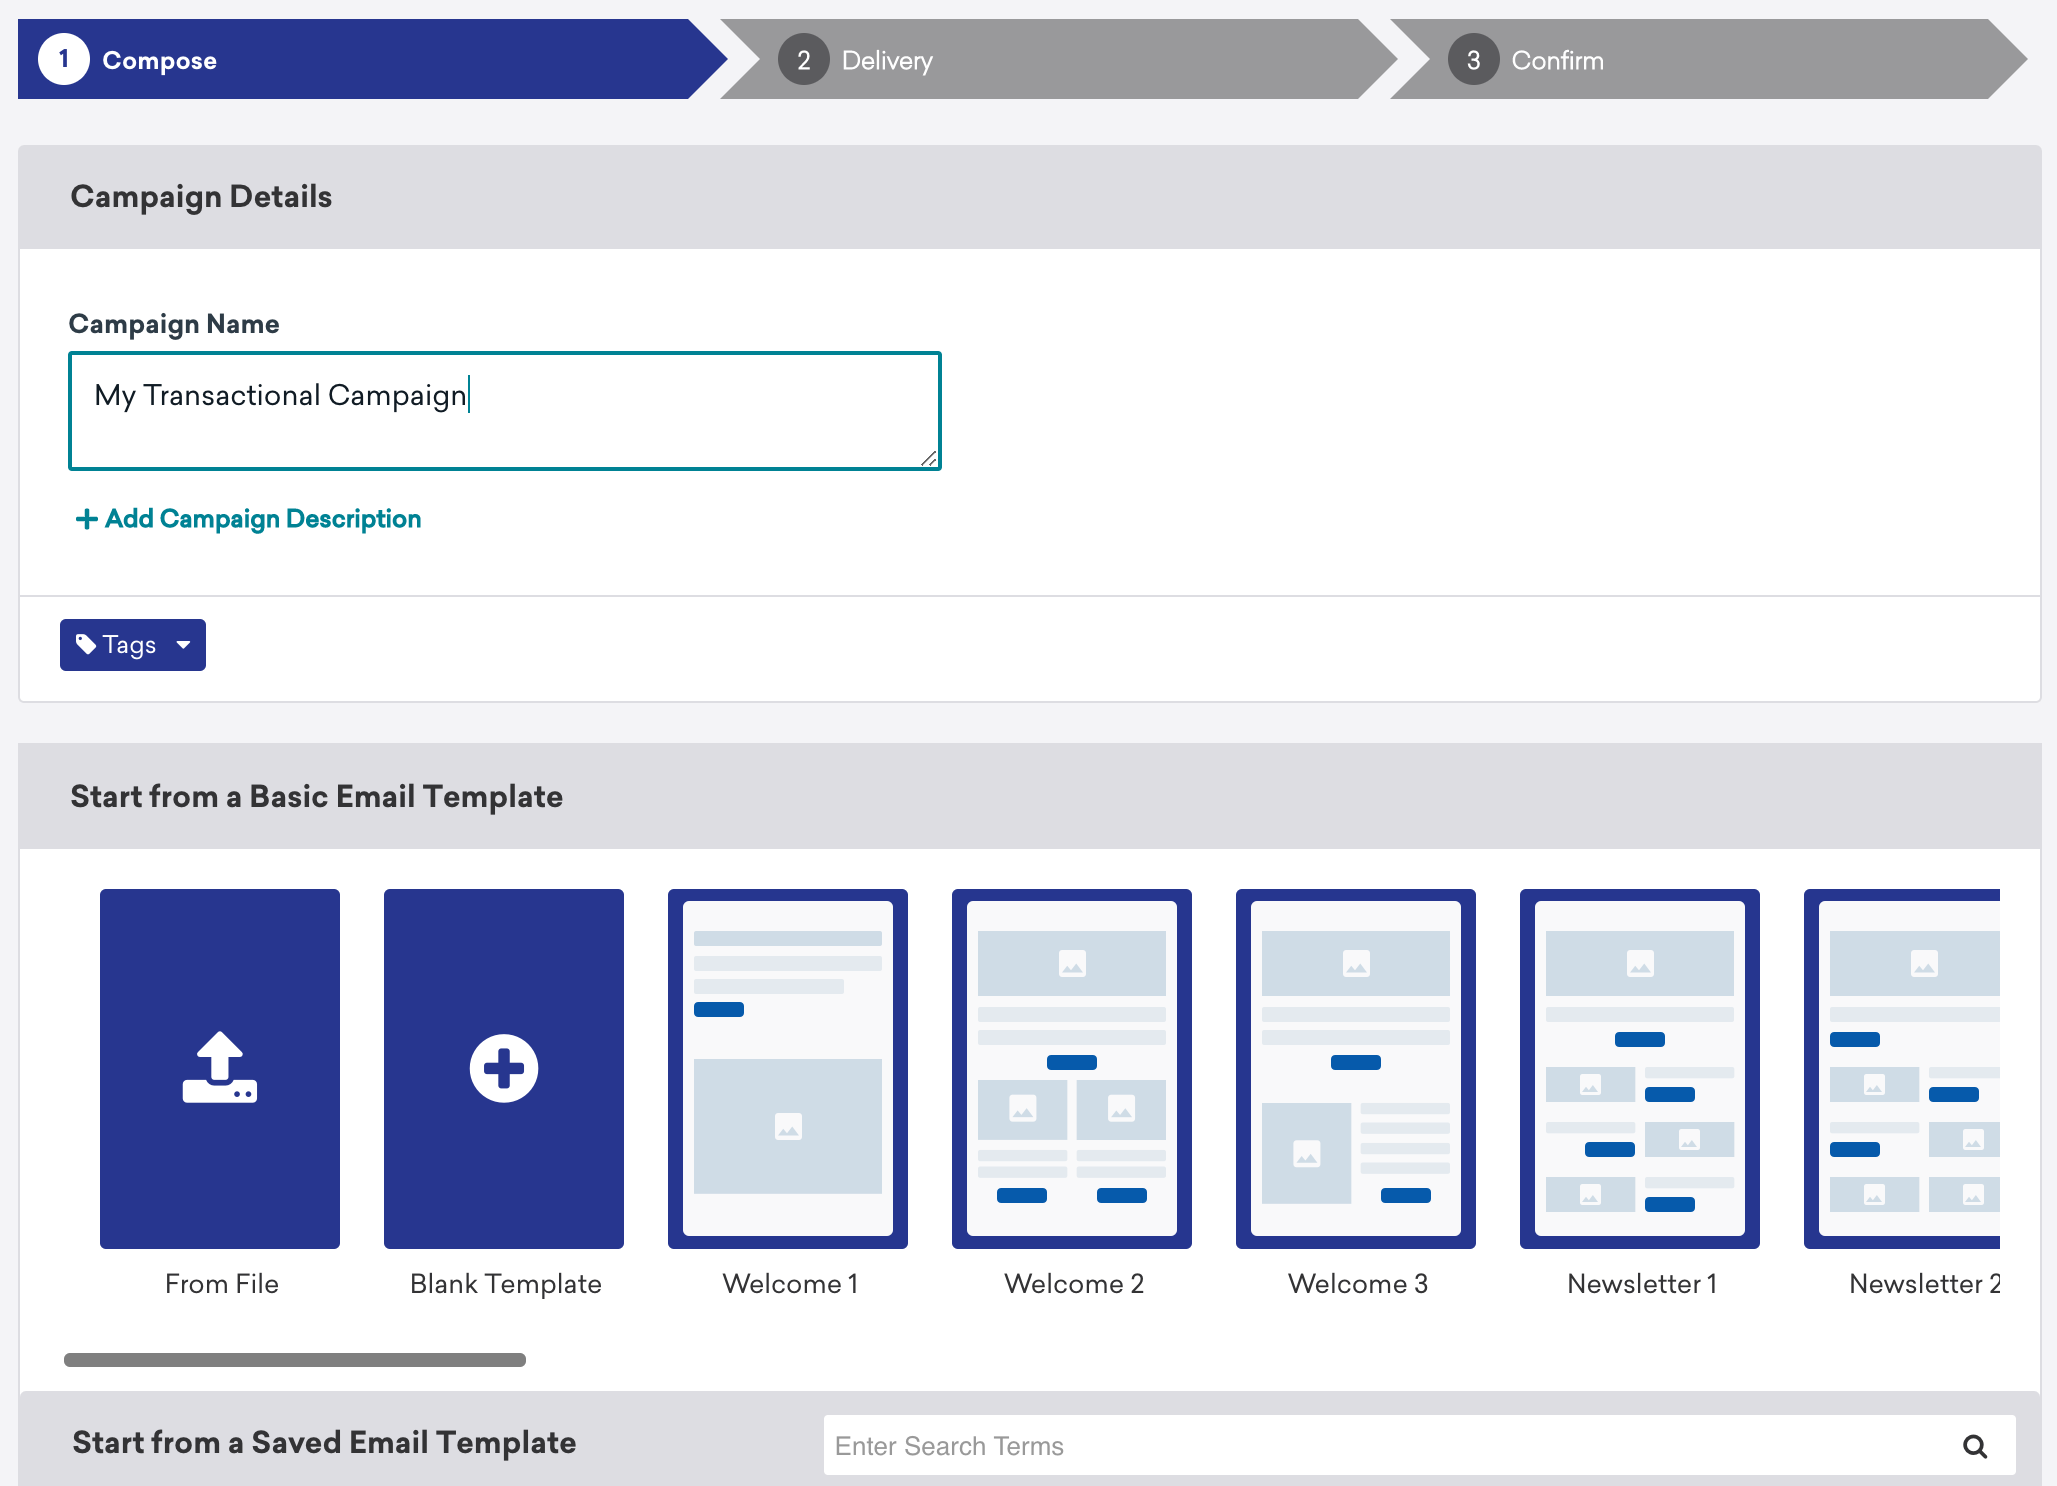 1 Compose
2 Delivery
3 Confirm
Campaign Details
Campaign Name
My Transactional Campaign
Add Campaign Description
Tags
Start from a Basic Email Template
From File
Blank Template
Welcome 1
Welcome 2
Welcome 3
Newsletter 1
Newsletter 2
Start from a Saved Email Template
Enter Search Terms